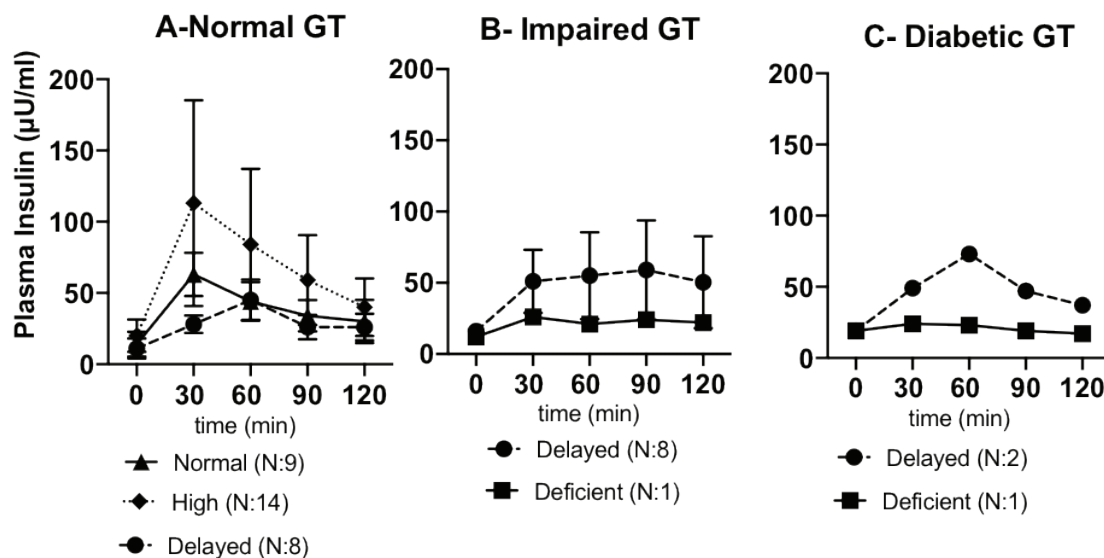 A-Normal GT
Plasma Insulin (µU/ml)
200
150
100
50
0
0 30 60 90 120
time (min)
Normal (N:9)
High (N:14)
Delayed (N:8)
B- Impaired GT
200
150
100
50
0
0 30 60 90 120
time (min)
Delayed (N:8)
Deficient (N:1)
C- Diabetic GT
200
150
100
50
0
0 30 60 90 120
time (min)
Delayed (N:2)
Deficient (N:1)